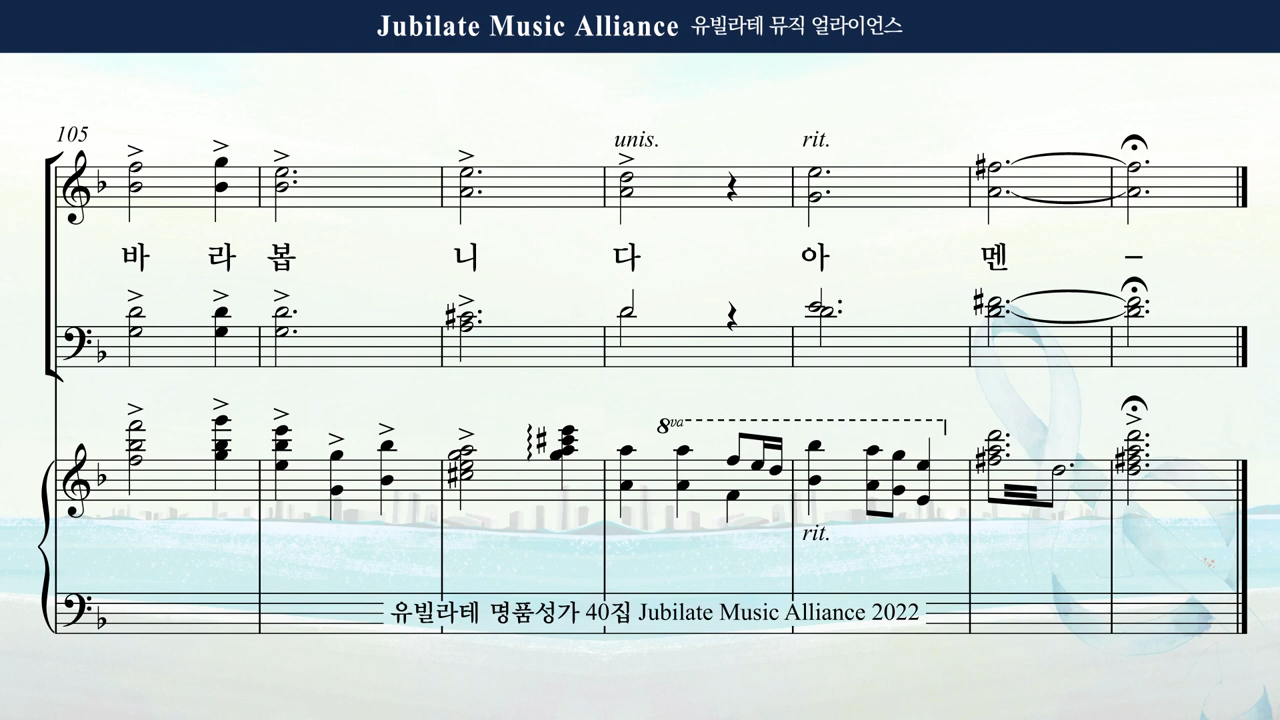 Jubilate Music Alliance 유빌라테 뮤직 얼라이언스
105
unis.
rit.
바 라 봅 니 다 아 멘 –
8va
rit.
유빌라테 명품성가 40집 Jubilate Music Alliance 2022